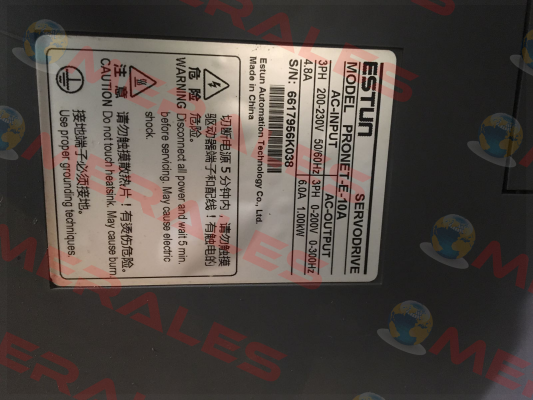 ESTUN SERVODRIVE
MODEL PRONET-E-10A
AC-INPUT AC-OUTPUT
3PH 200-230V 50/60Hz 3PH 0-200V 0-300Hz
4.8A 6.0A 1.00kW
S/N: 6617956K038
Estun Automation Technology Co., Ltd.
Made in China
切断电源 5 分钟内 请勿触摸
驱动器端子和配线！有触电的
危 险 危险。
WARNING Disconnect all power and wait 5 min.
before servicing. May cause electric
shock.
注 意 请勿触摸散热片！有烫伤危险。
CAUTION Do not touch heatsink. May cause burn
接地端子必须接地。
Use proper grounding techniques.
MERALES
MERALES
MERALES
MERALES